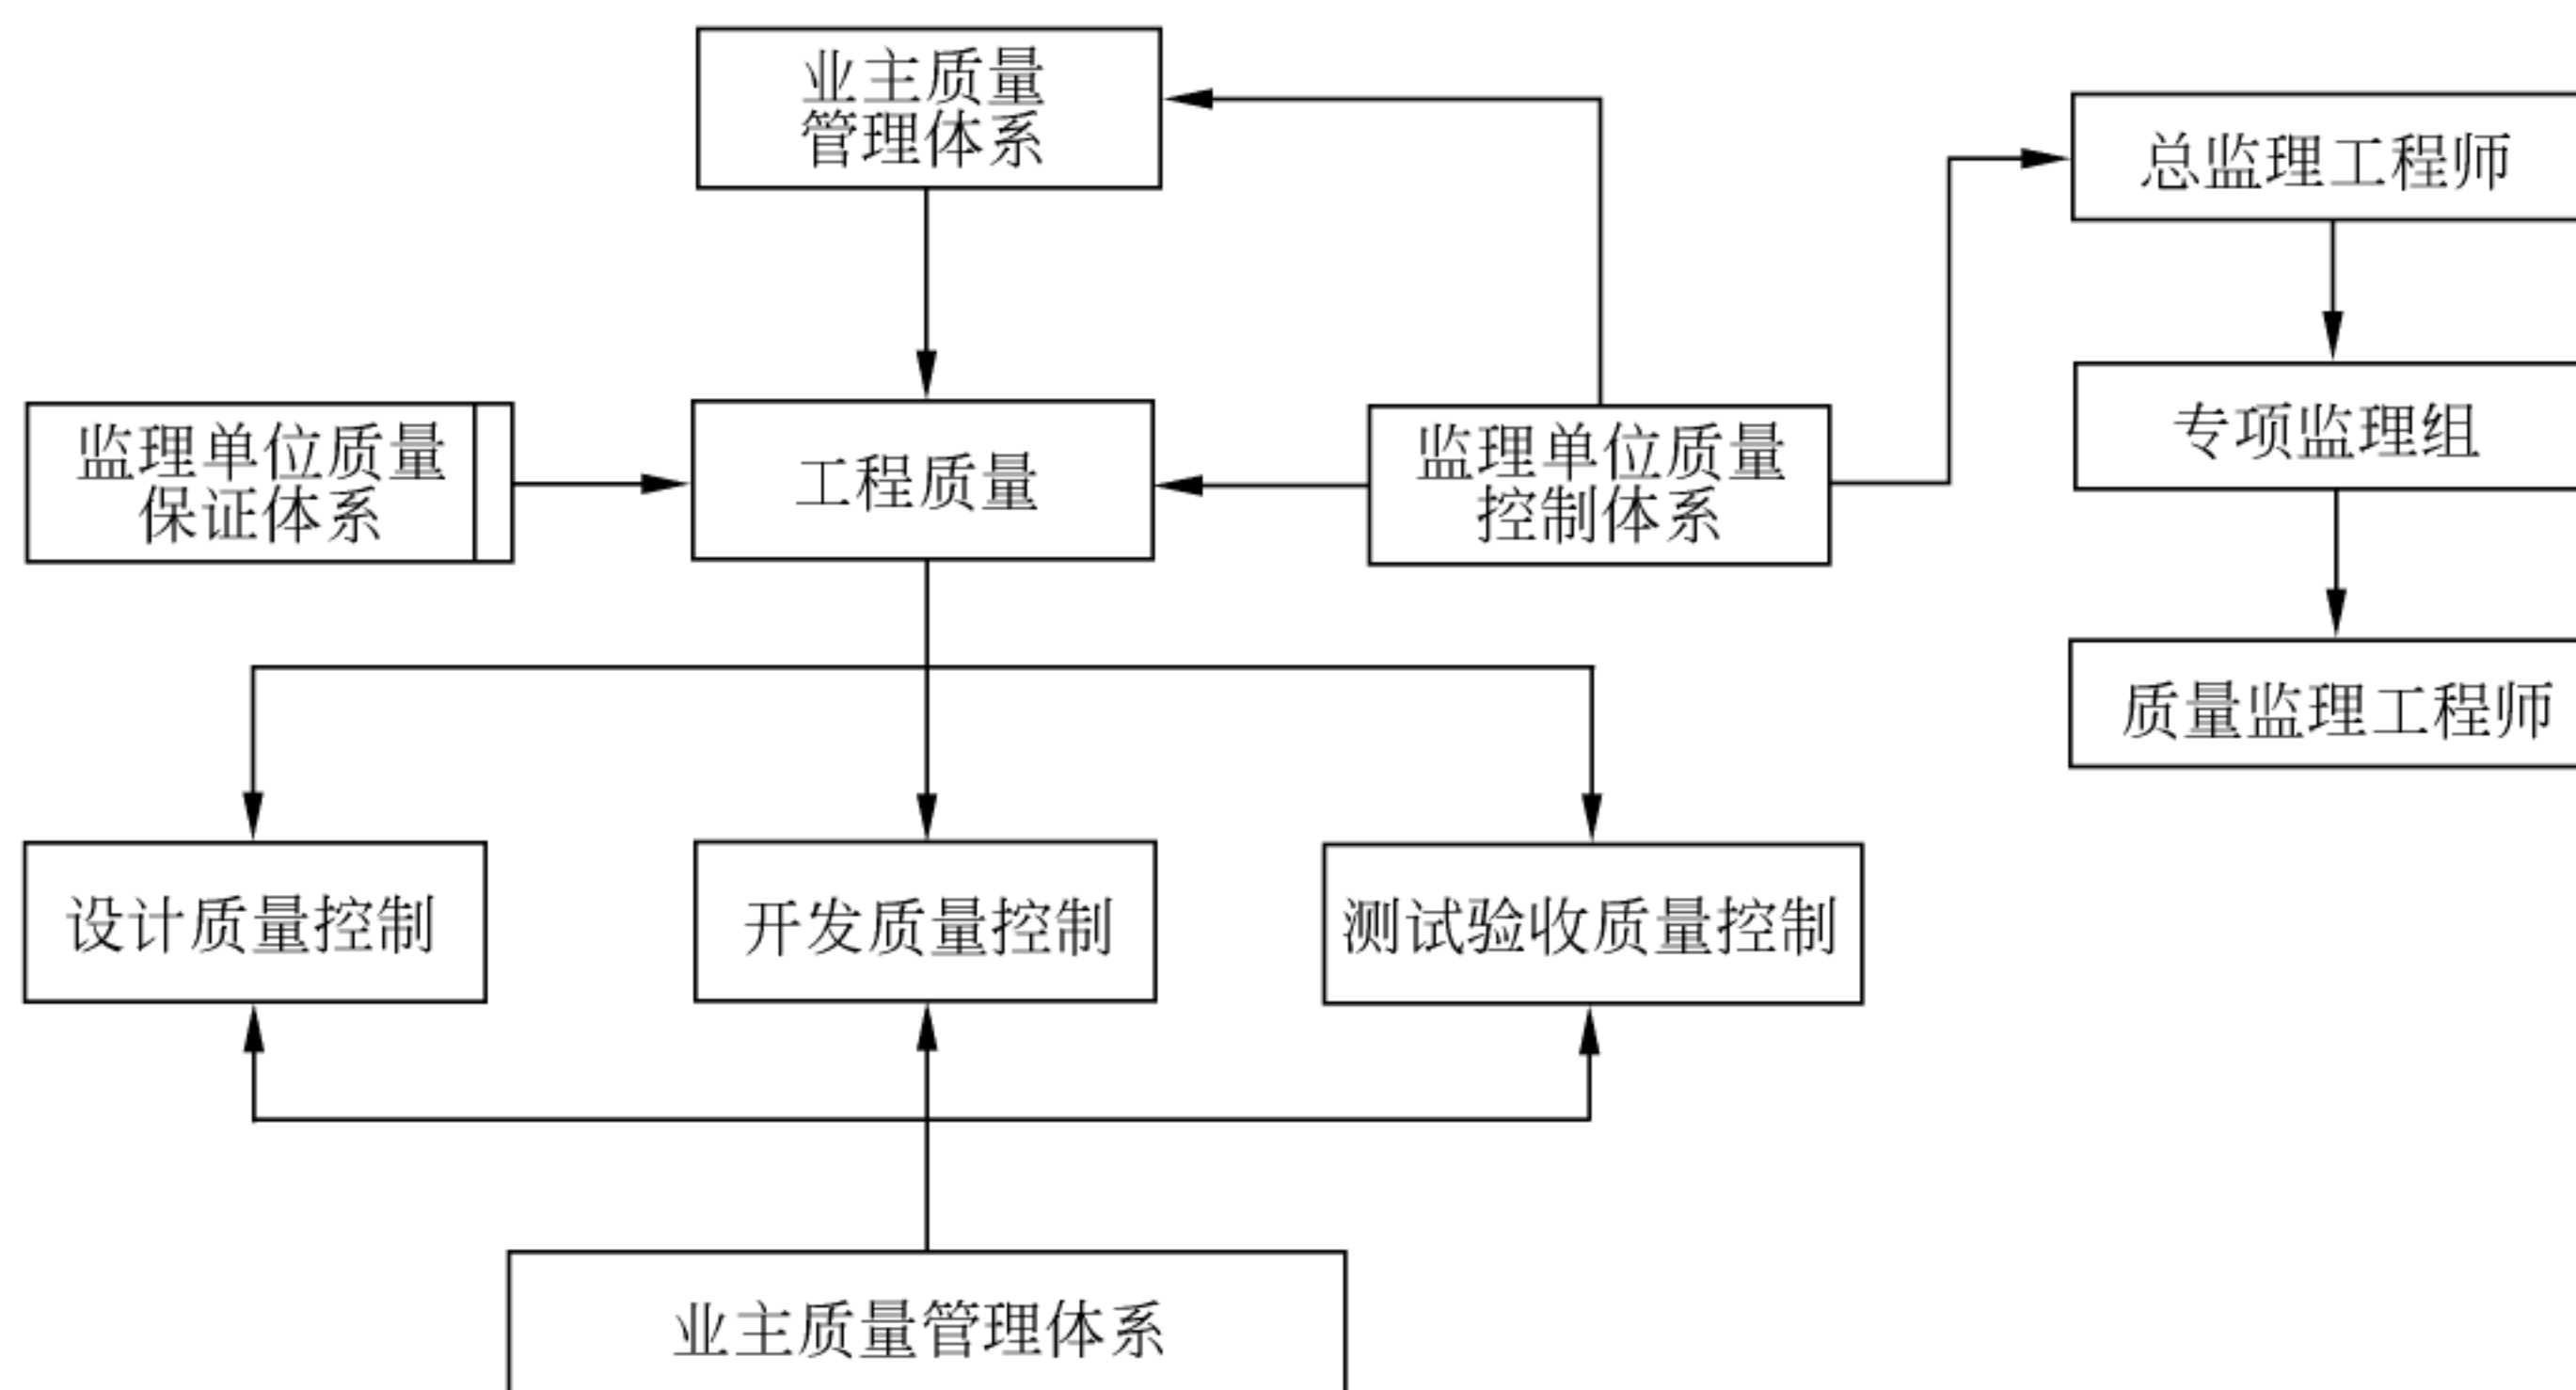 业主质量
管理体系
总监理工程师
专项监理组
监理单位质量
保证体系
工程质量
监理单位质量
控制体系
质量监理工程师
设计质量控制
开发质量控制
测试验收质量控制
业主质量管理体系